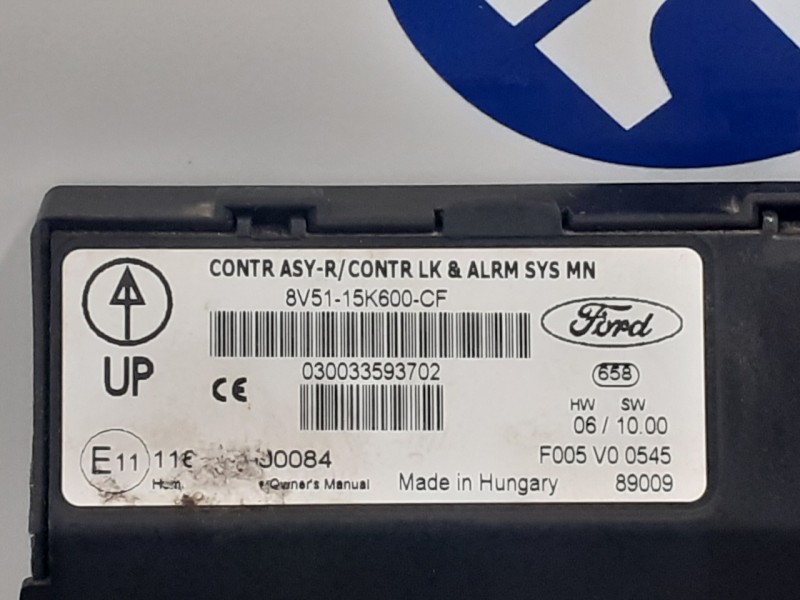 CONTR ASY-R/CONTR LK & ALRM SYS MN
8V51-15K600-CF
Ford
UP
CE
030033593702
658
HW SW
06 / 10.00
E11
F005 V0 0545
Owner's Manual
Made in Hungary
89009